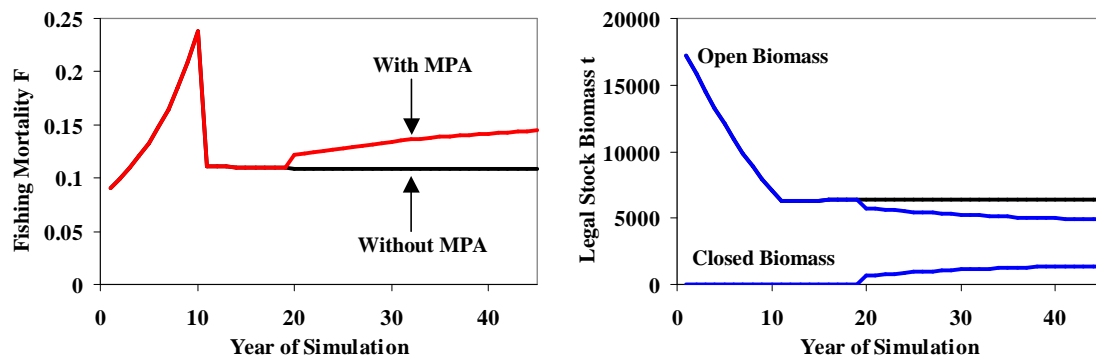 0.25
0.2
0.15
0.1
0.05
0
Fishing Mortality F
With MPA
Without MPA
0 10 20 30 40
Year of Simulation
20000
15000
10000
5000
0
Legal Stock Biomass t
Open Biomass
Closed Biomass
0 10 20 30 40
Year of Simulation